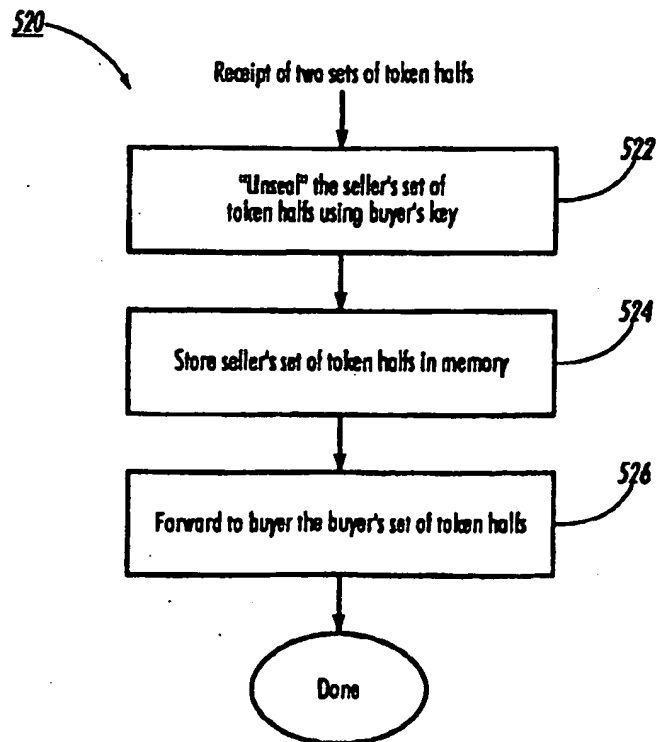 520
Receipt of two sets of token halfs
522
"Unseal" the seller's set of
token halfs using buyer's key
524
Store seller's set of token halfs in memory
526
Forward to buyer the buyer's set of token halfs
Done